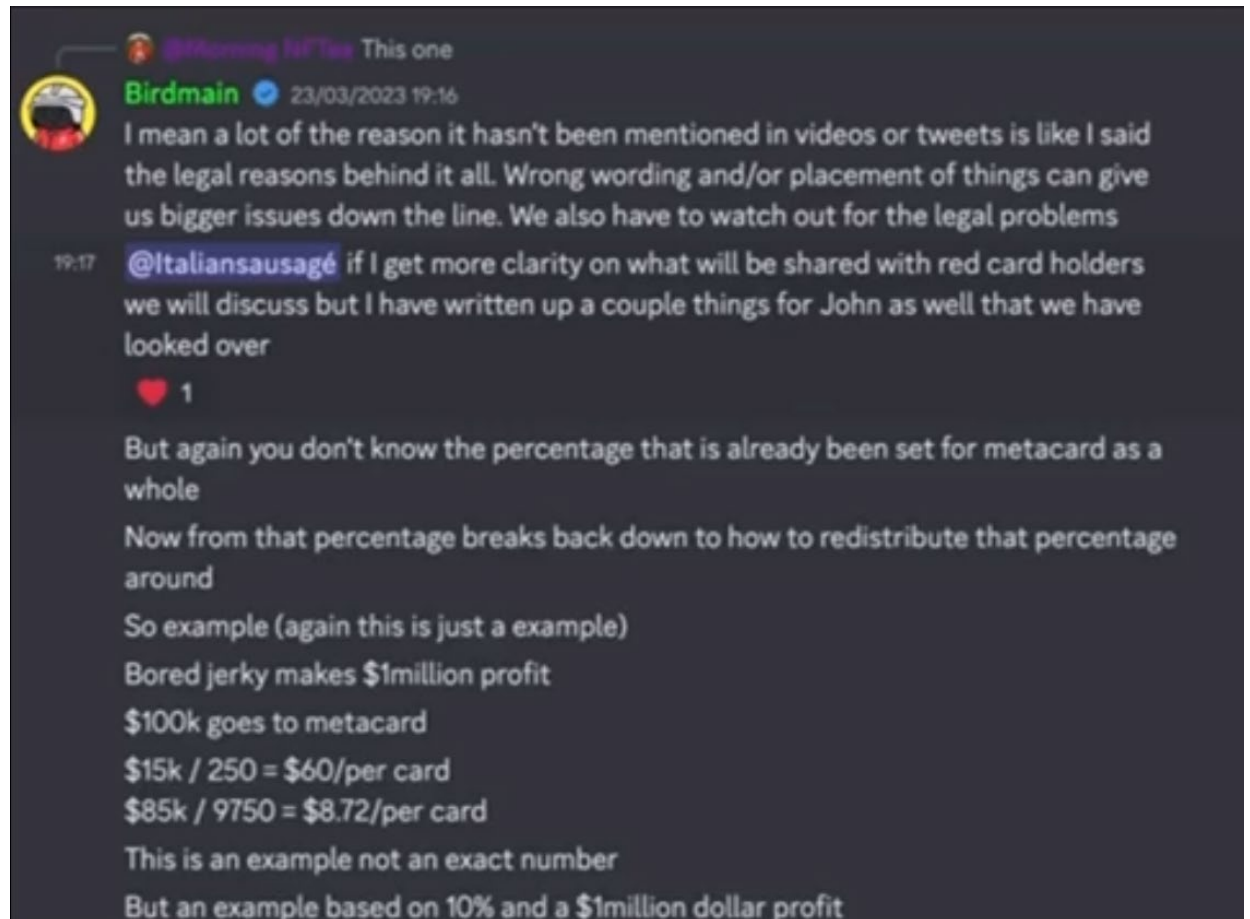 This one
Birdmain 23/03/2023 19:16
I mean a lot of the reason it hasn't been mentioned in videos or tweets is like I said
the legal reasons behind it all. Wrong wording and/or placement of things can give
us bigger issues down the line. We also have to watch out for the legal problems
19:17 @Italiansausagé if I get more clarity on what will be shared with red card holders
we will discuss but I have written up a couple things for John as well that we have
looked over
1
But again you don't know the percentage that is already been set for metacard as a
whole
Now from that percentage breaks back down to how to redistribute that percentage
around
So example (again this is just a example)
Bored jerky makes $1million profit
$100k goes to metacard
$15k / 250 = $60/per card
$85k / 9750 = $8.72/per card
This is an example not an exact number
But an example based on 10% and a $1million dollar profit